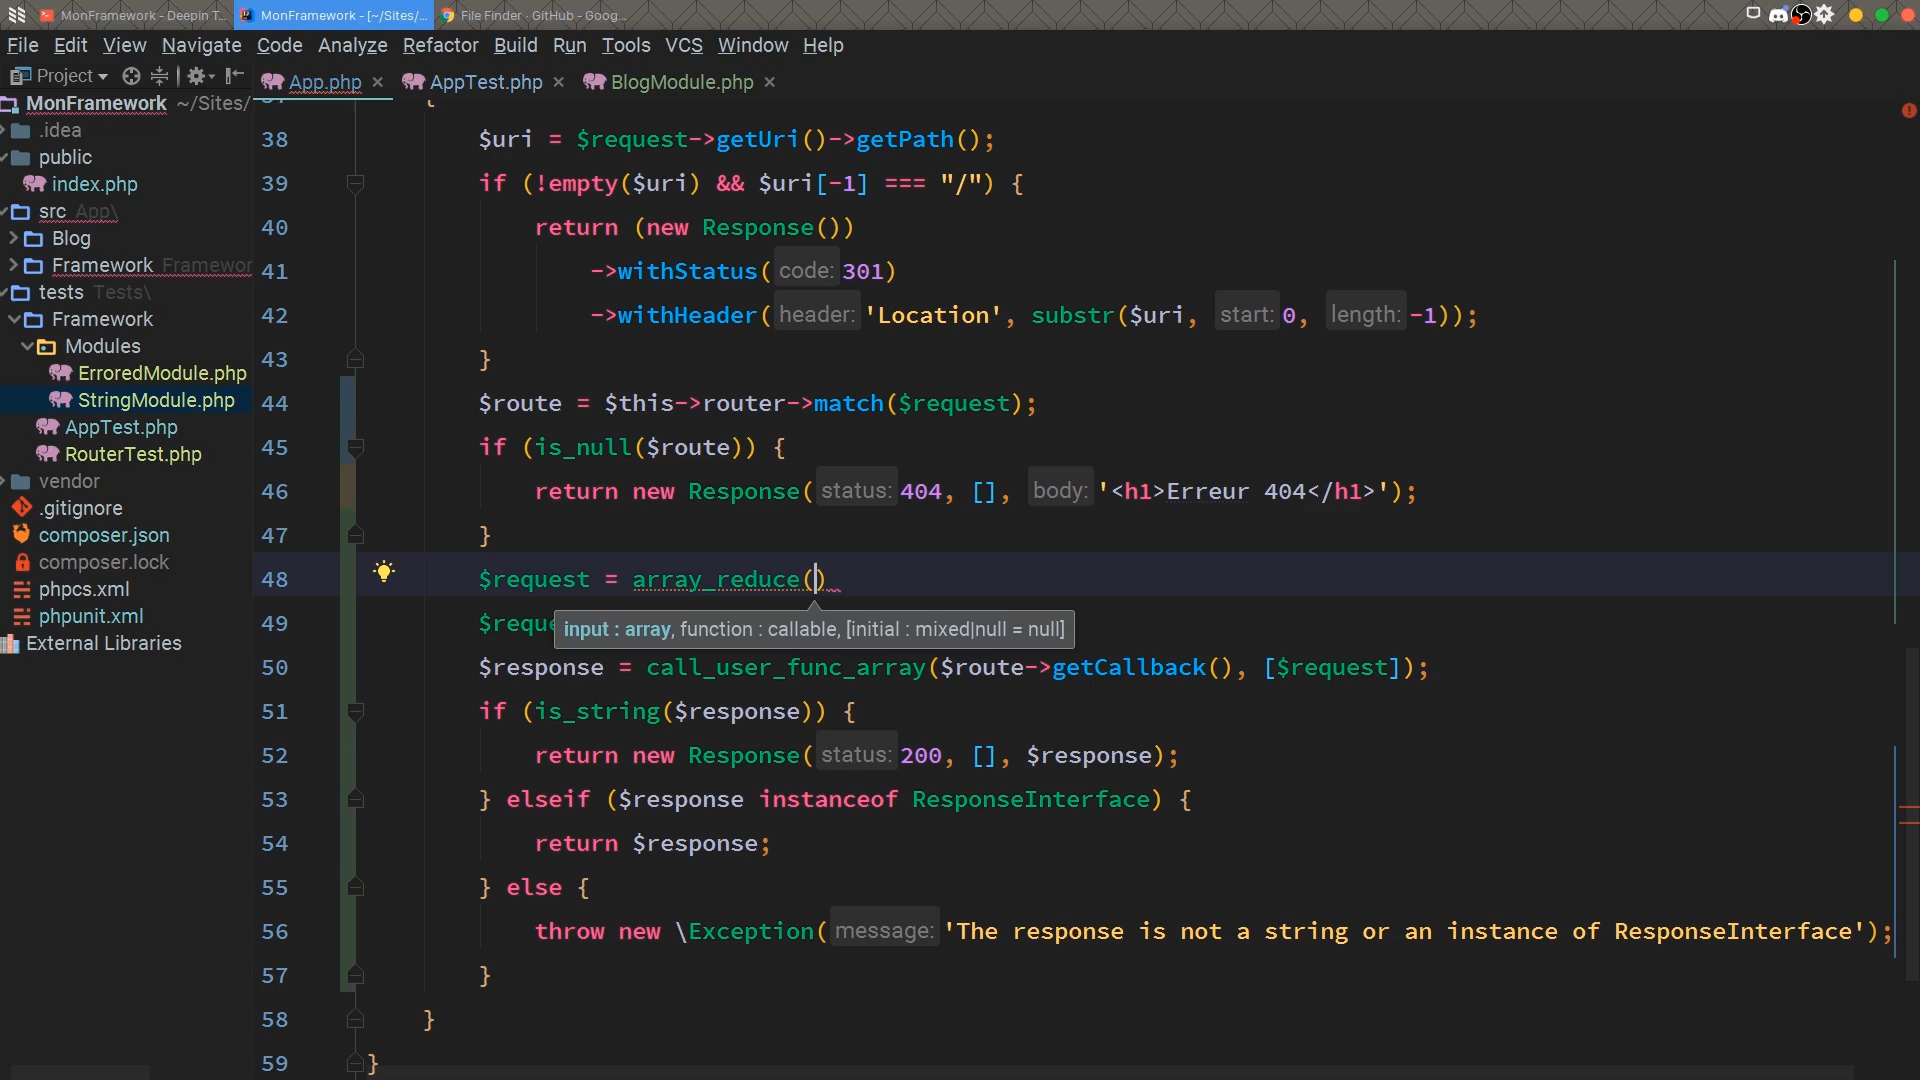 MonFramework - Deepin T...
MonFramework - [~/Sites/...
File Finder · GitHub - Goog...
File Edit View Navigate Code Analyze Refactor Build Run Tools VCS Window Help
Project
App.php
AppTest.php
BlogModule.php
MonFramework ~/Sites/
.idea
public
index.php
src App\
Blog
Framework Framewor
tests Tests\
Framework
Modules
ErroredModule.php
StringModule.php
AppTest.php
RouterTest.php
vendor
.gitignore
composer.json
composer.lock
phpcs.xml
phpunit.xml
External Libraries
{
38 $uri = $request->getUri()->getPath();
39 if (!empty($uri) && $uri[-1] === "/") {
40 return (new Response())
41 ->withStatus( code: 301)
42 ->withHeader( header: 'Location', substr($uri, start: 0, length: -1));
43 }
44 $route = $this->router->match($request);
45 if (is_null($route)) {
46 return new Response( status: 404, [], body: '<h1>Erreur 404</h1>');
47 }
48 $request = array_reduce()
49 $reque
input : array, function : callable, [initial : mixed|null = null]
50 $response = call_user_func_array($route->getCallback(), [$request]);
51 if (is_string($response)) {
52 return new Response( status: 200, [], $response);
53 } elseif ($response instanceof ResponseInterface) {
54 return $response;
55 } else {
56 throw new \Exception( message: 'The response is not a string or an instance of ResponseInterface');
57 }
58 }
59 }